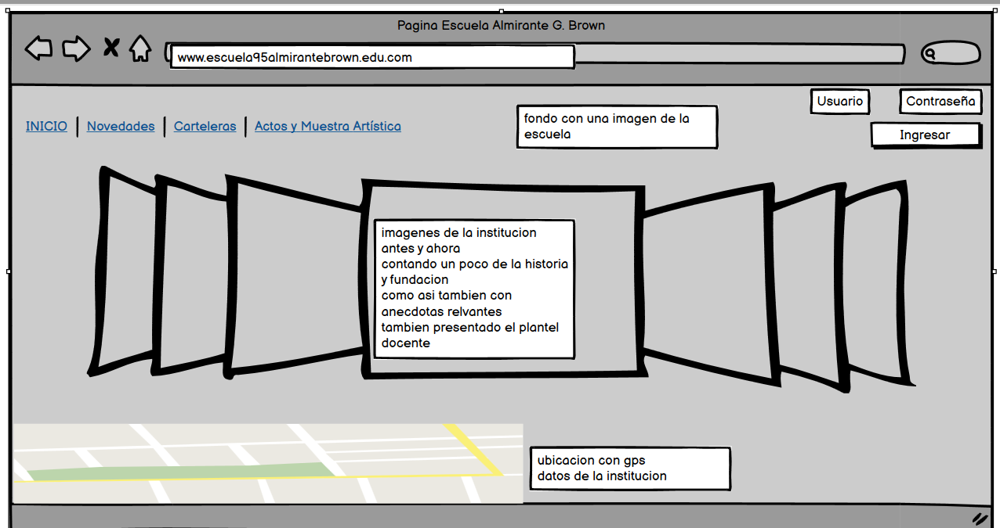 Pagina Escuela Almirante G. Brown
www.escuela95almirantebrown.edu.com
Usuario
Contraseña
INICIO
Novedades
Carteleras
Actos y Muestra Artística
fondo con una imagen de la
escuela
Ingresar
imagenes de la institucion
antes y ahora
contando un poco de la historia
y fundacion
como asi tambien con
anecdotas relvantes
tambien presentado el plantel
docente
ubicacion con gps
datos de la institucion